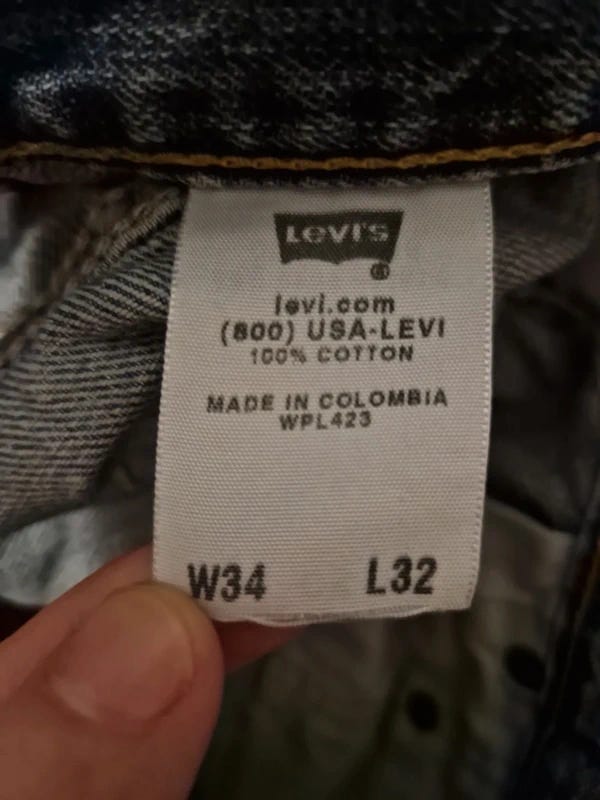 Levi's
®
levi.com
(800) USA-LEVI
100% COTTON
MADE IN COLOMBIA
WPL423
W34 L32